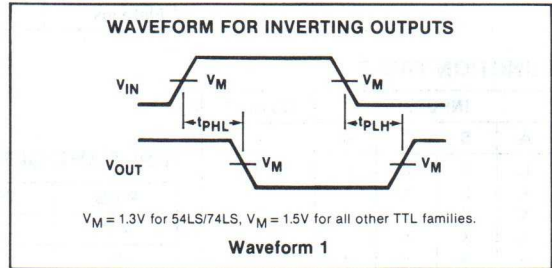 WAVEFORM FOR INVERTING OUTPUTS
VIN
VM
VM
tPHL
tPLH
VOUT
VM
VM
VM = 1.3V for 54LS/74LS, VM = 1.5V for all other TTL families.
Waveform 1